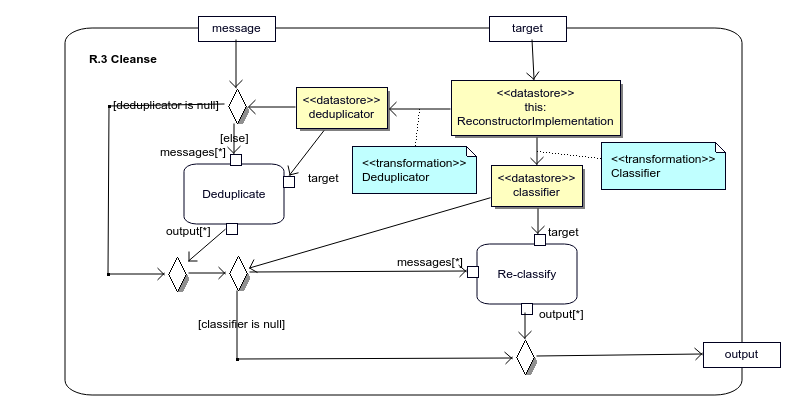 message
target
R.3 Cleanse
<<datastore>>
this:
ReconstructorImplementation
[deduplicator is null]
<<datastore>>
deduplicator
[else]
messages[*]
<<transformation>>
Deduplicator
<<transformation>>
Classifier
Deduplicate
target
<<datastore>>
classifier
output[*]
target
messages[*]
Re-classify
output[*]
[classifier is null]
output